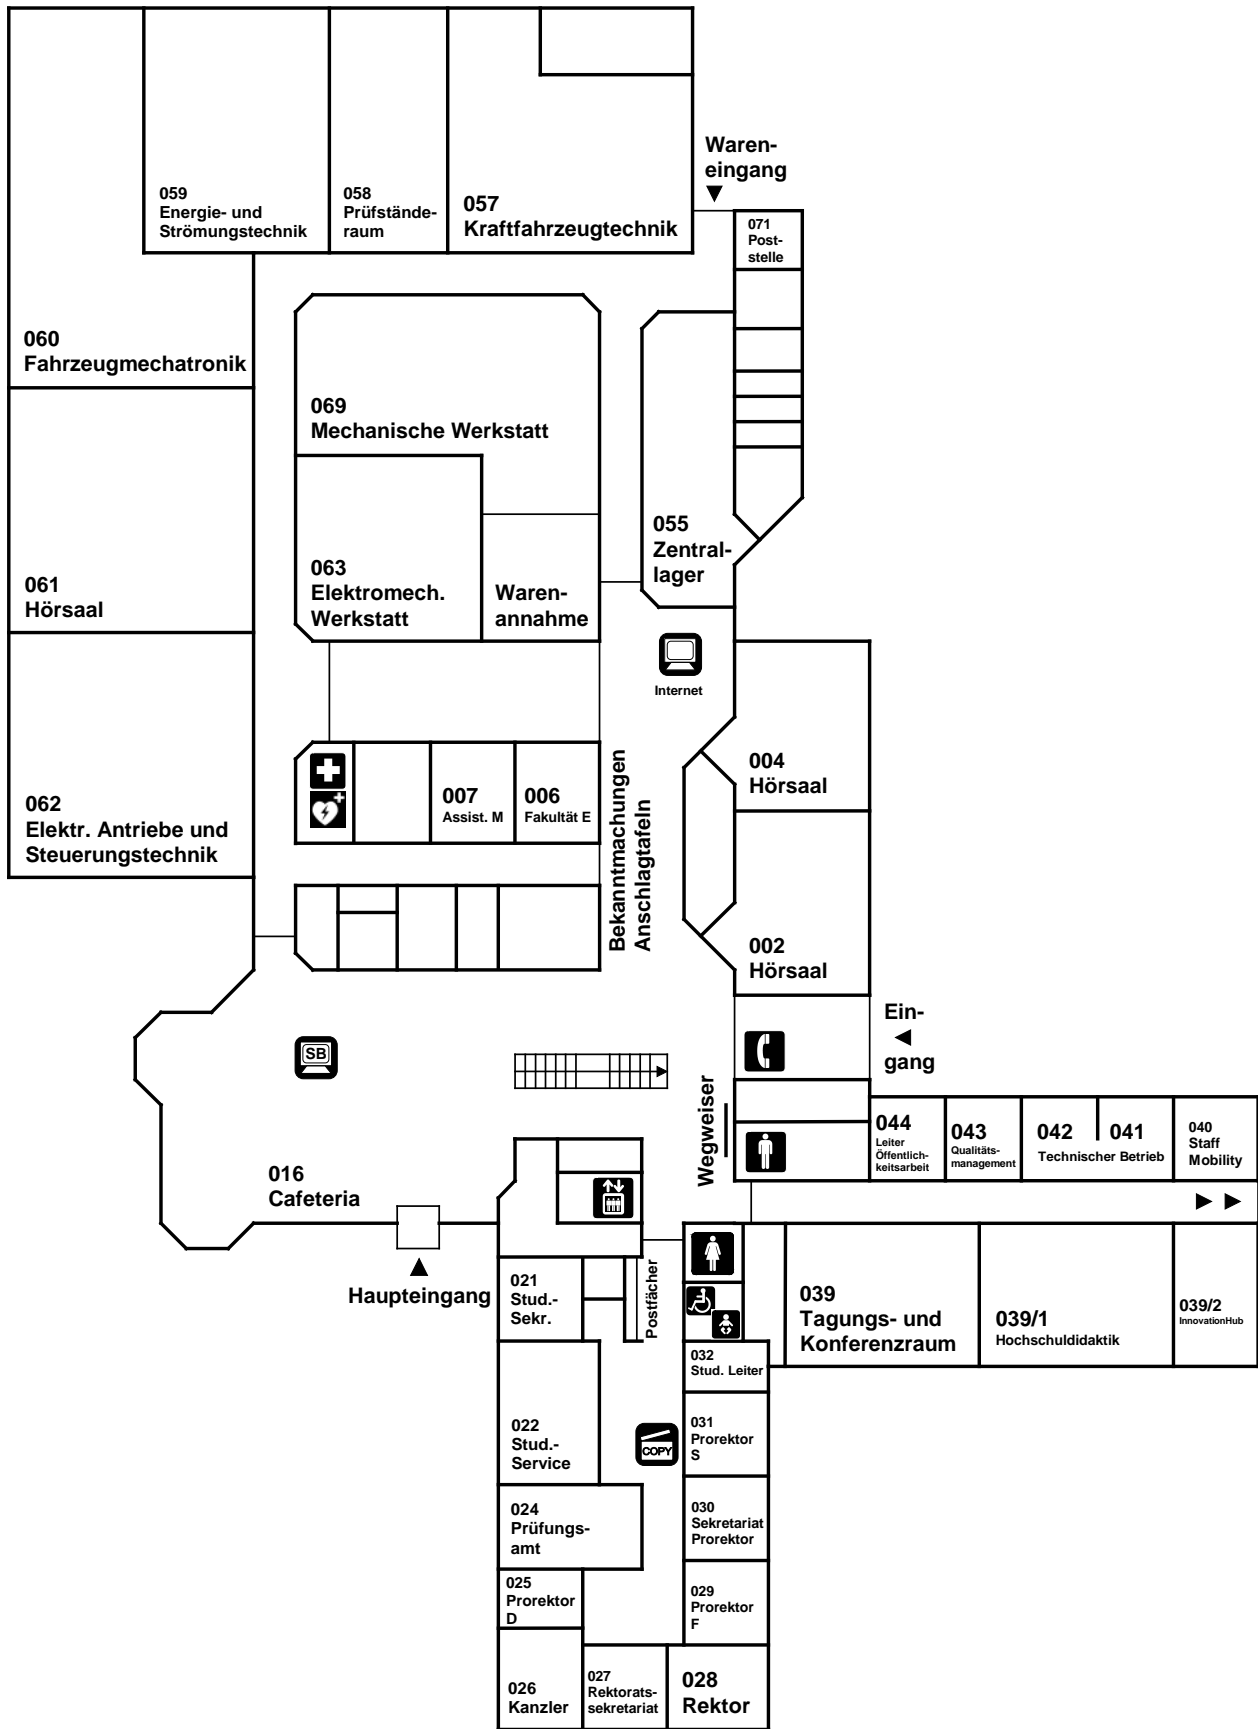 Waren-
eingang
059
Energie- und
Strömungstechnik
058
Prüfstände-
raum
057
Kraftfahrzeugtechnik
071
Post-
stelle
060
Fahrzeugmechatronik
069
Mechanische Werkstatt
055
Zentral-
lager
061
Hörsaal
063
Elektromech.
Werkstatt
Waren-
annahme
Internet
004
Hörsaal
062
Elektr. Antriebe und
Steuerungstechnik
007
Assist. M
006
Fakultät E
Bekanntmachungen
Anschlagtafeln
002
Hörsaal
Ein-
gang
SB
Wegweiser
044
Leiter
Öffentlich-
keitsarbeit
043
Qualitäts-
management
042
041
Technischer Betrieb
040
Staff
Mobility
016
Cafeteria
Haupteingang
021
Stud.-
Sekr.
Postfächer
039
Tagungs- und
Konferenzraum
039/1
Hochschuldidaktik
039/2
InnovationHub
032
Stud. Leiter
022
Stud.-
Service
COPY
031
Prorektor
S
024
Prüfungs-
amt
030
Sekretariat
Prorektor
025
Prorektor
D
029
Prorektor
F
026
Kanzler
027
Rektorats-
sekretariat
028
Rektor